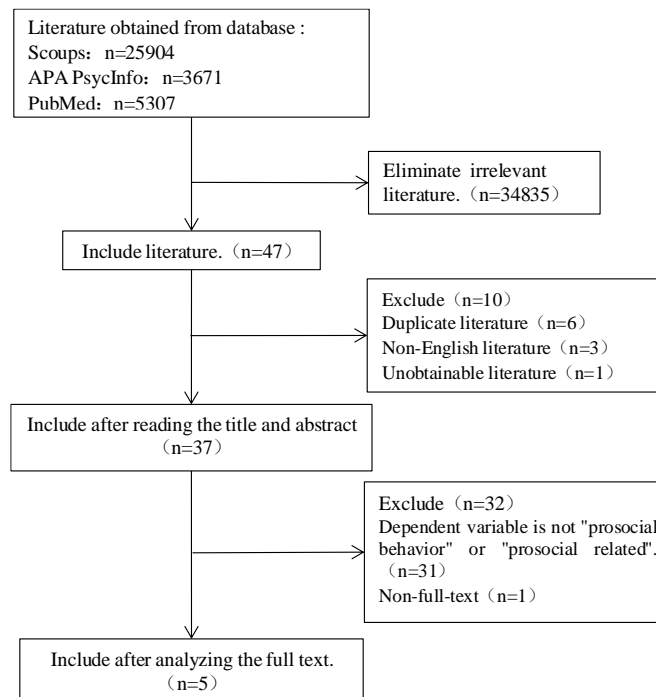 Literature obtained from database :
Scoups：n=25904
APA PsycInfo：n=3671
PubMed：n=5307
Eliminate irrelevant
literature.（n=34835）
Include literature.（n=47）
Exclude（n=10）
Duplicate literature（n=6）
Non-English literature（n=3）
Unobtainable literature（n=1）
Include after reading the title and abstract
（n=37）
Exclude（n=32）
Dependent variable is not "prosocial
behavior" or "prosocial related".
（n=31）
Non-full-text（n=1）
Include after analyzing the full text.
（n=5）